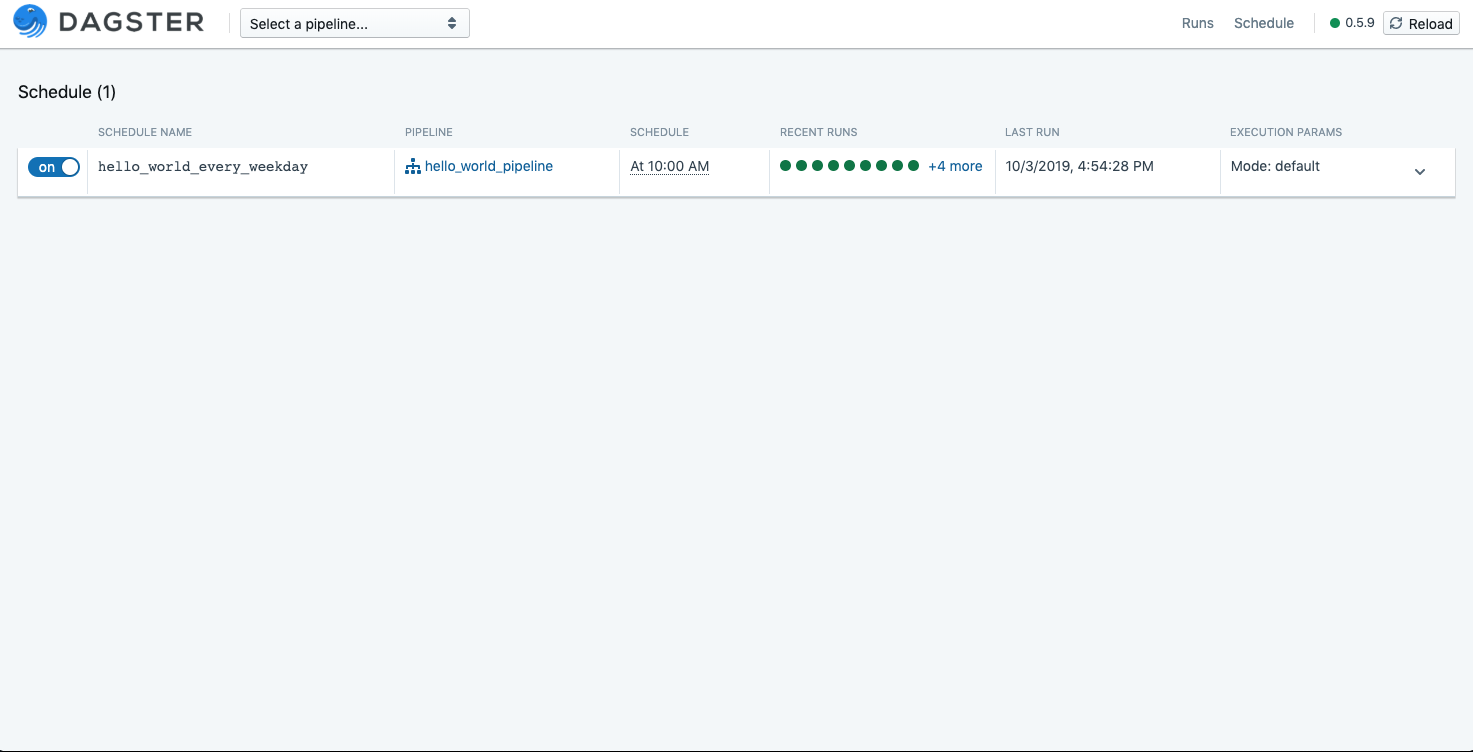 DAGSTER Select a pipeline... Runs Schedule 0.5.9 Reload
Schedule (1)
SCHEDULE NAME PIPELINE SCHEDULE RECENT RUNS LAST RUN EXECUTION PARAMS
on hello_world_every_weekday hello_world_pipeline At 10:00 AM +4 more 10/3/2019, 4:54:28 PM Mode: default